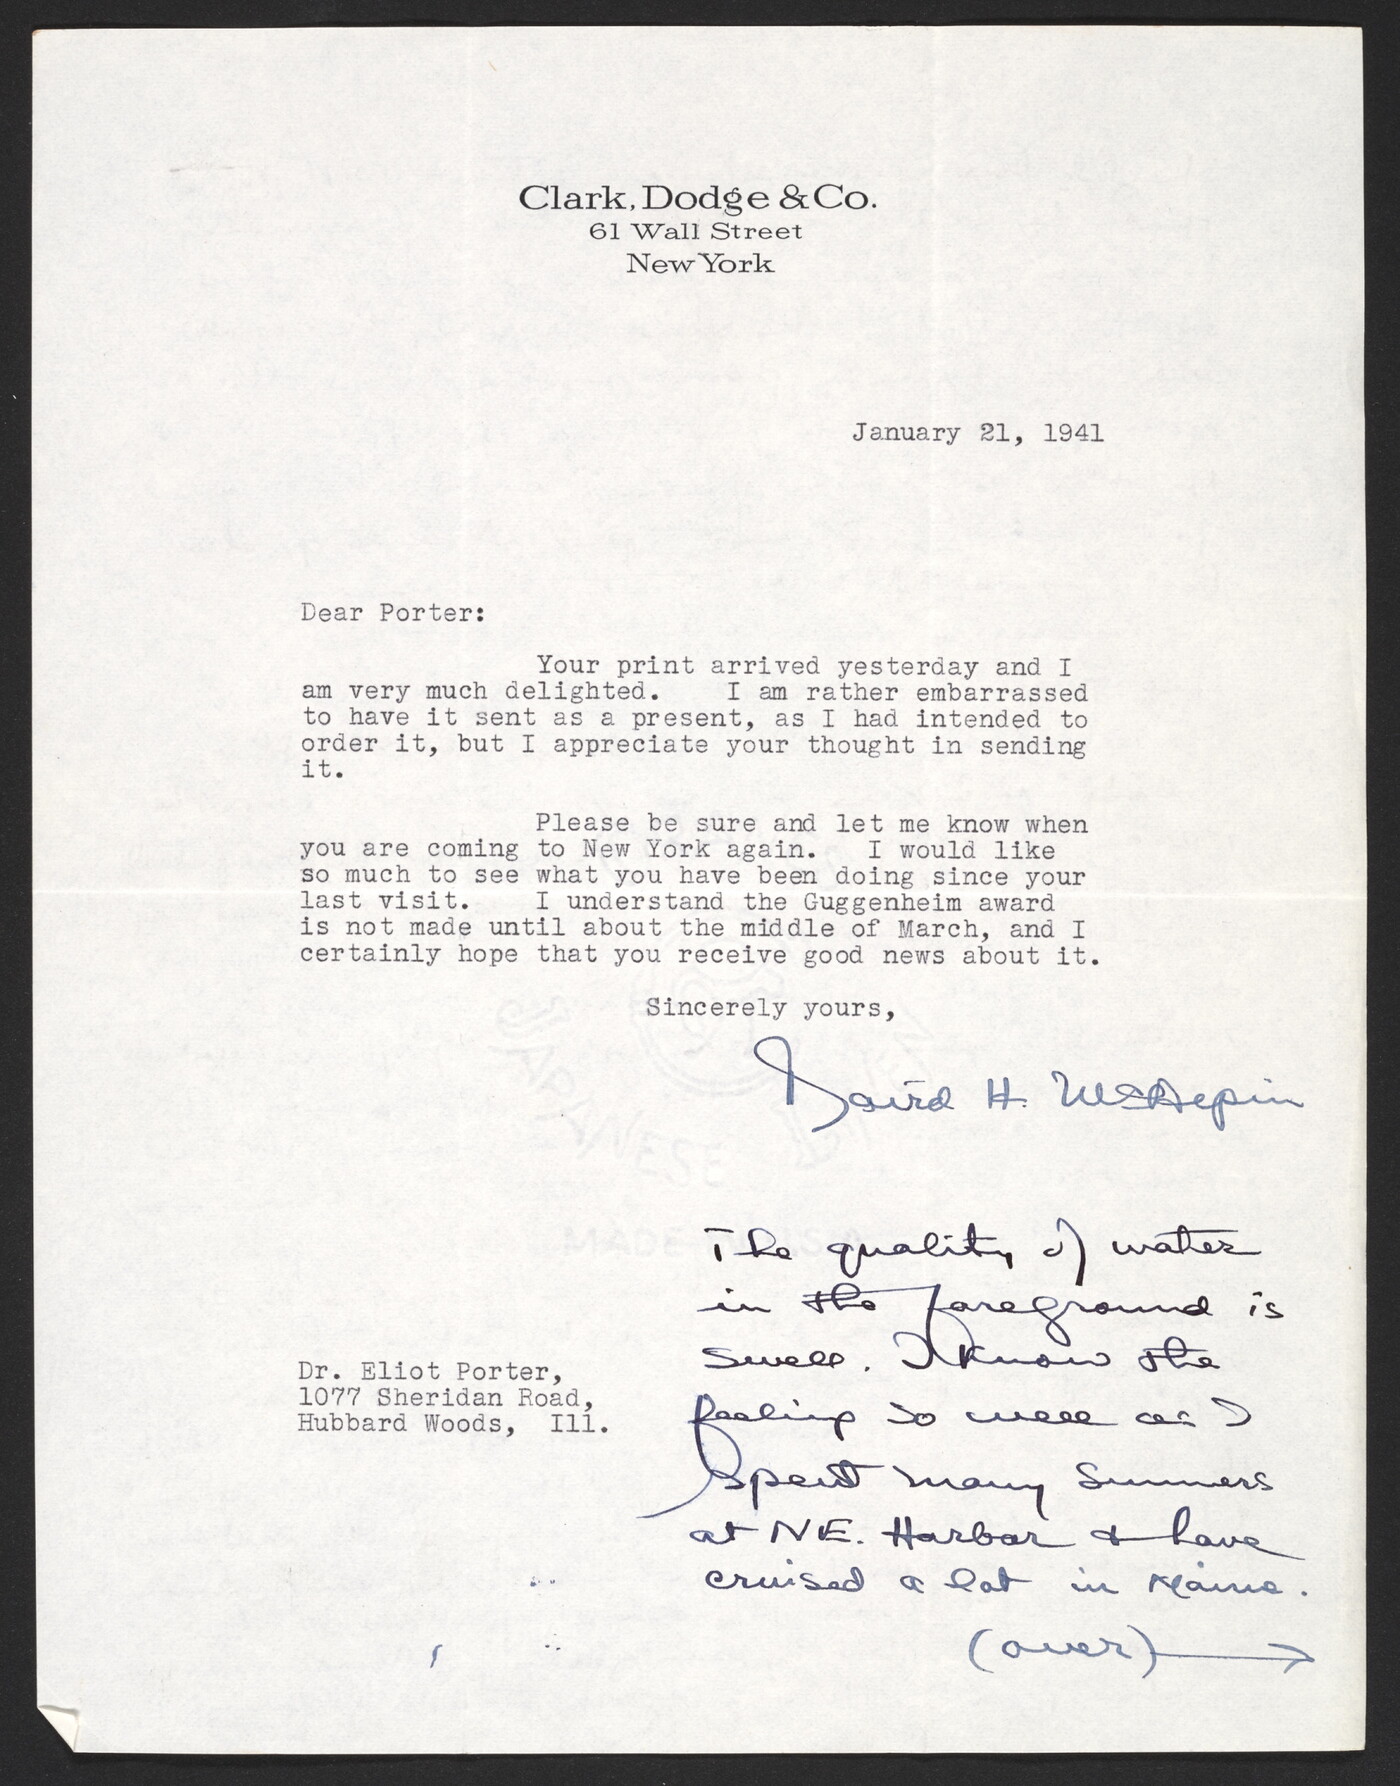 Clark, Dodge & Co.
61 Wall Street
New York
January 21, 1941
Dear Porter:
Your print arrived yesterday and I
am very much delighted. I am rather embarrassed
to have it sent as a present, as I had intended to
order it, but I appreciate your thought in sending
it.
Please be sure and let me know when
you are coming to New York again. I would like
so much to see what you have been doing since your
last visit. I understand the Guggenheim award
is not made until about the middle of March, and I
certainly hope that you receive good news about it.
Sincerely yours,
David H. McAlpin
The quality of water
in the foreground is
swell. I know the
feeling so well as I
spent many summers
at N.E. Harbor & have
cruised a lot in Maine.
(over)
Dr. Eliot Porter,
1077 Sheridan Road,
Hubbard Woods, Ill.
JAPANESE
MADE U.S.A.